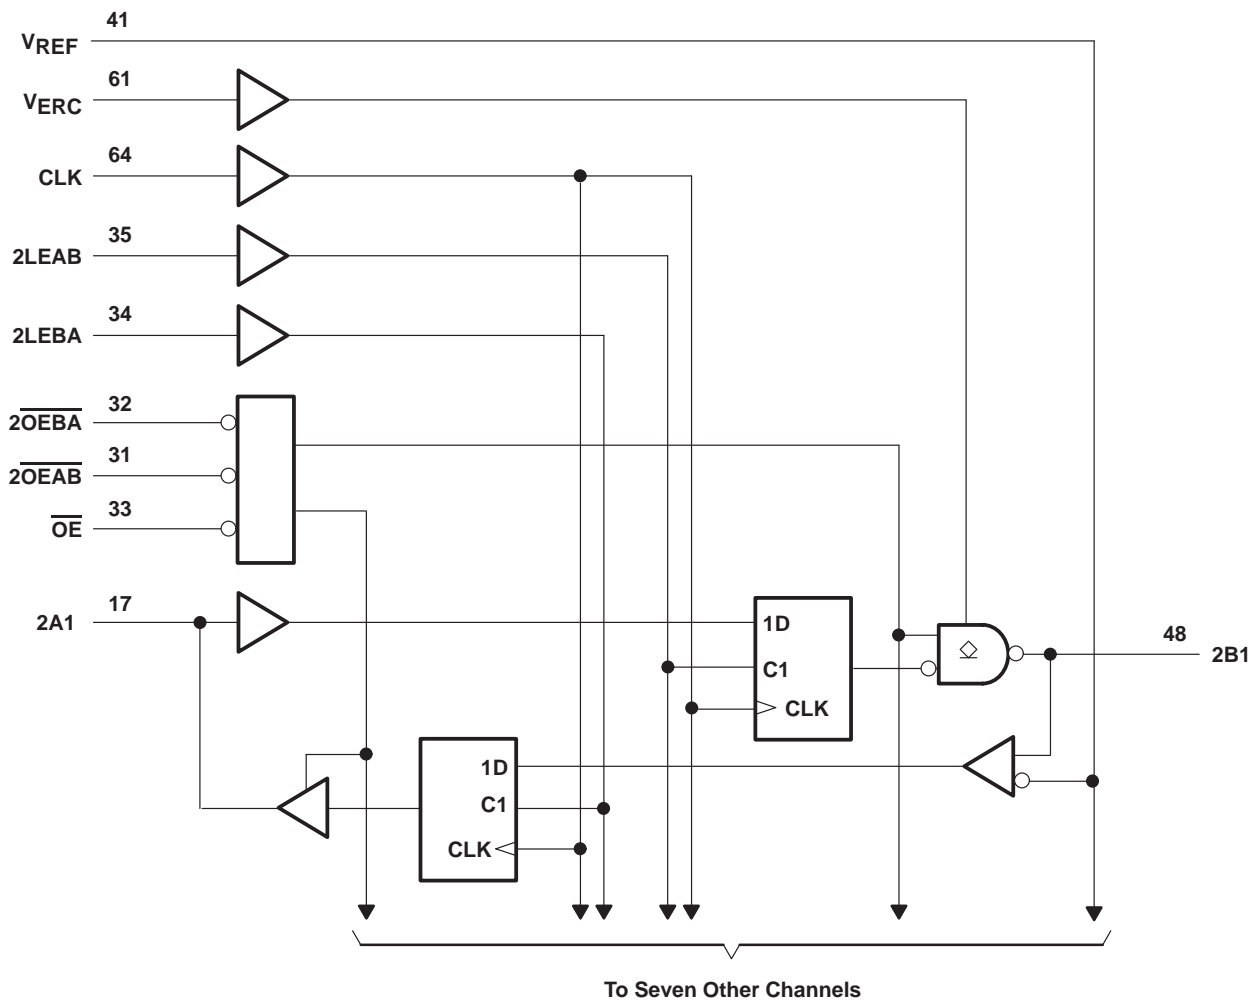 41
VREF
61
VERC
64
CLK
35
2LEAB
34
2LEBA
32
2OEBA
31
2OEAB
33
OE
17
2A1
1D
C1
CLK
48
2B1
1D
C1
CLK
To Seven Other Channels